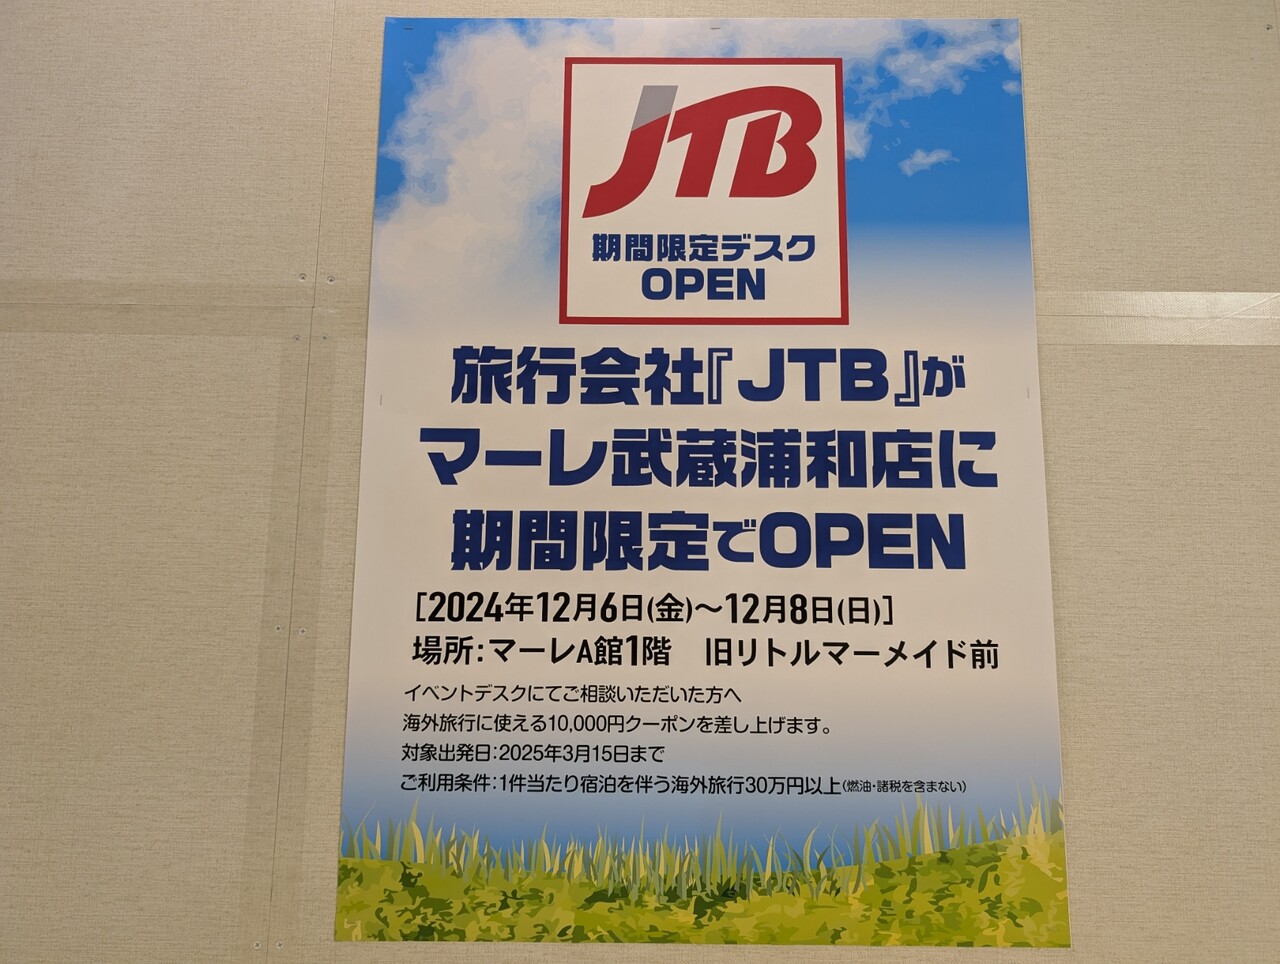 JTB
期間限定デスク
OPEN
旅行会社『JTB』が
マーレ武蔵浦和店に
期間限定でOPEN
[2024年12月6日(金)～12月8日(日)]
場所:マーレA館1階　旧リトルマーメイド前
イベントデスクにてご相談いただいた方へ
海外旅行に使える10,000円クーポンを差し上げます。
対象出発日:2025年3月15日まで
ご利用条件:1件当たり宿泊を伴う海外旅行30万円以上(燃油・諸税を含まない)